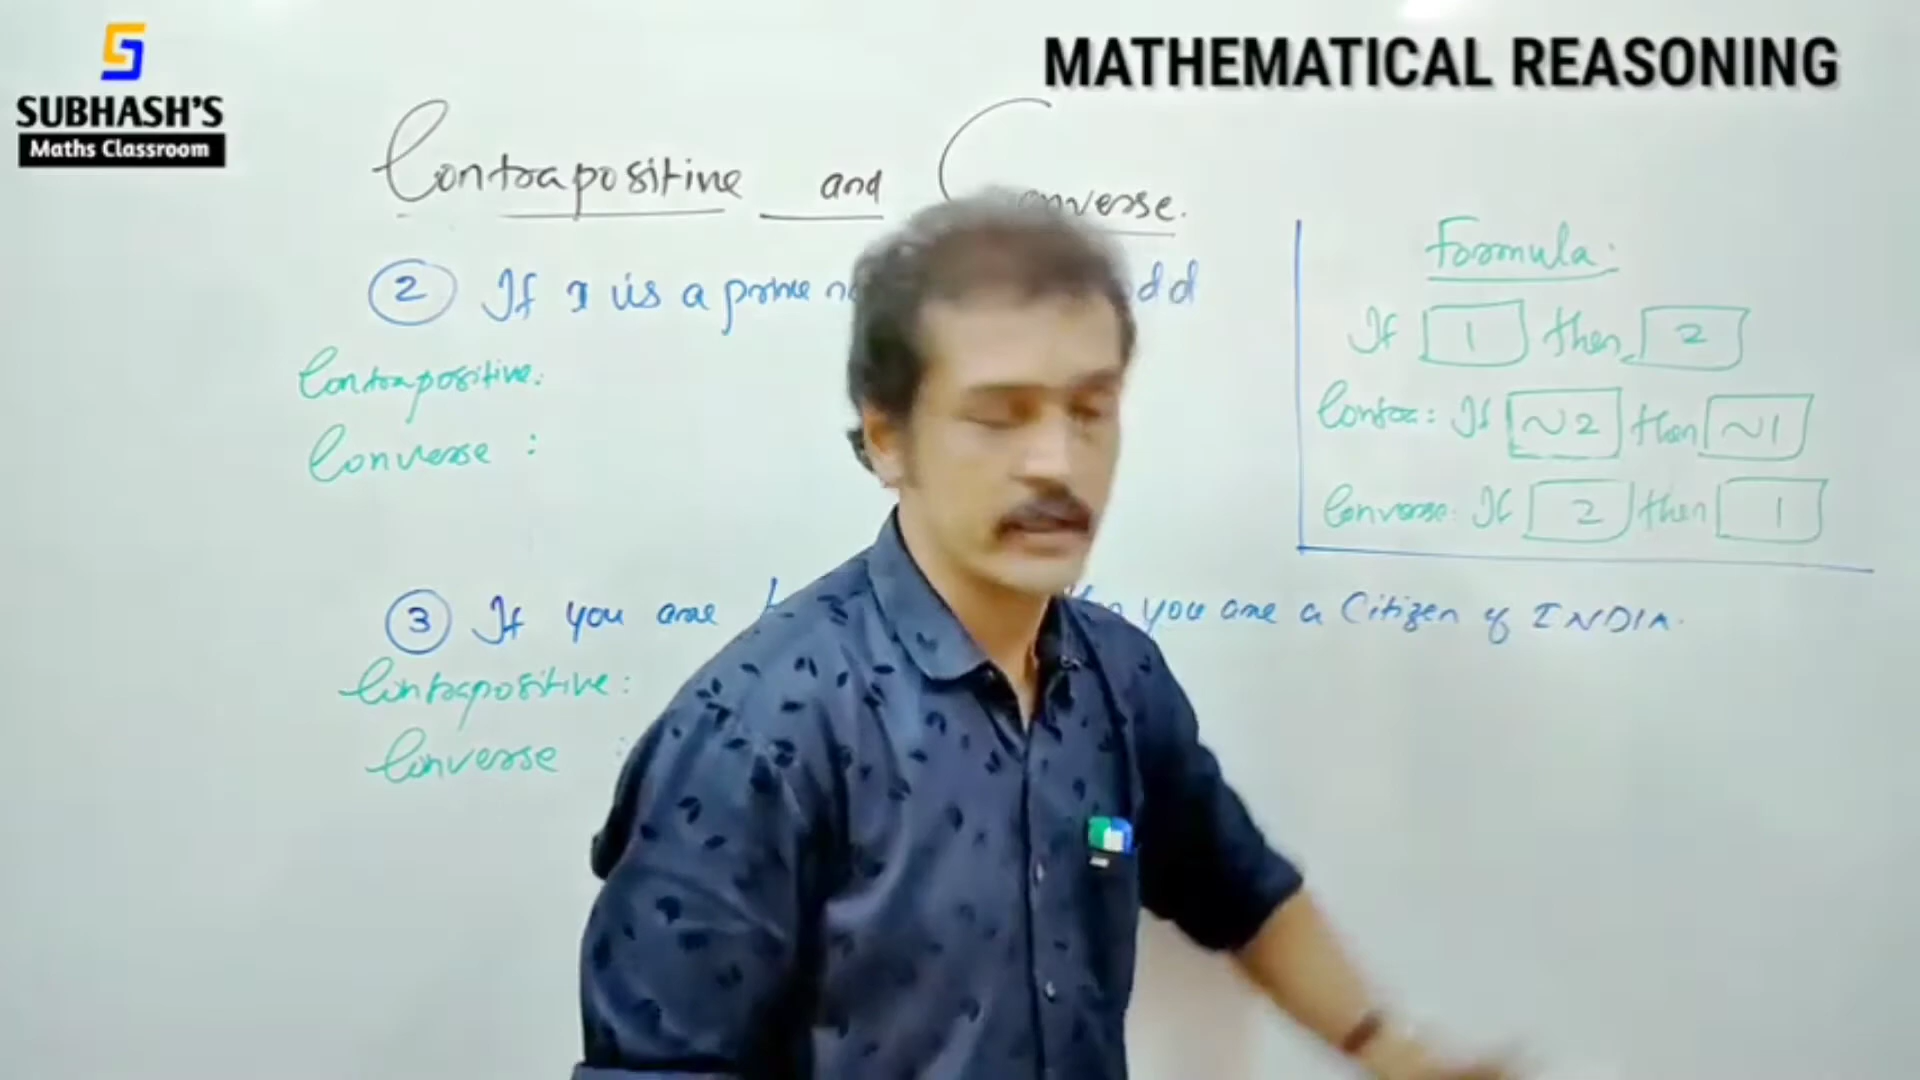 SUBHASH'S
Maths Classroom
MATHEMATICAL REASONING
Contrapositive and Converse.
2 If x is a prime odd
Contrapositive:
Converse :
Formula:
If 1 then 2
Contra: If ~2 then ~1
Converse: If 2 then 1
3 If you are you are a Citizen of INDIA.
Contrapositive:
Converse :